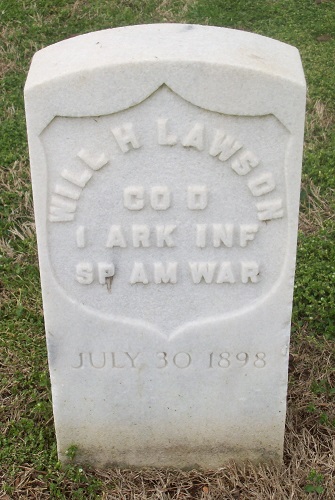 WILL H LAWSON
CO D
1 ARK INF
SP AM WAR
JULY 30 1898